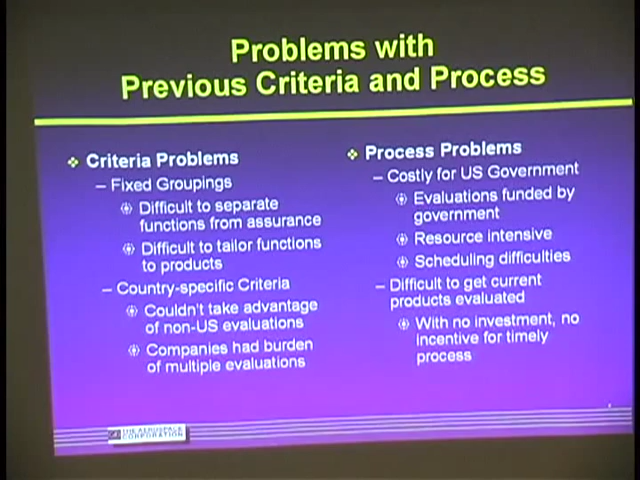 Problems with
Previous Criteria and Process
Criteria Problems
– Fixed Groupings
Difficult to separate
functions from assurance
Difficult to tailor functions
to products
– Country-specific Criteria
Couldn't take advantage
of non-US evaluations
Companies had burden
of multiple evaluations
Process Problems
– Costly for US Government
Evaluations funded by
government
Resource intensive
Scheduling difficulties
– Difficult to get current
products evaluated
With no investment, no
incentive for timely
process
THE AEROSPACE
CORPORATION